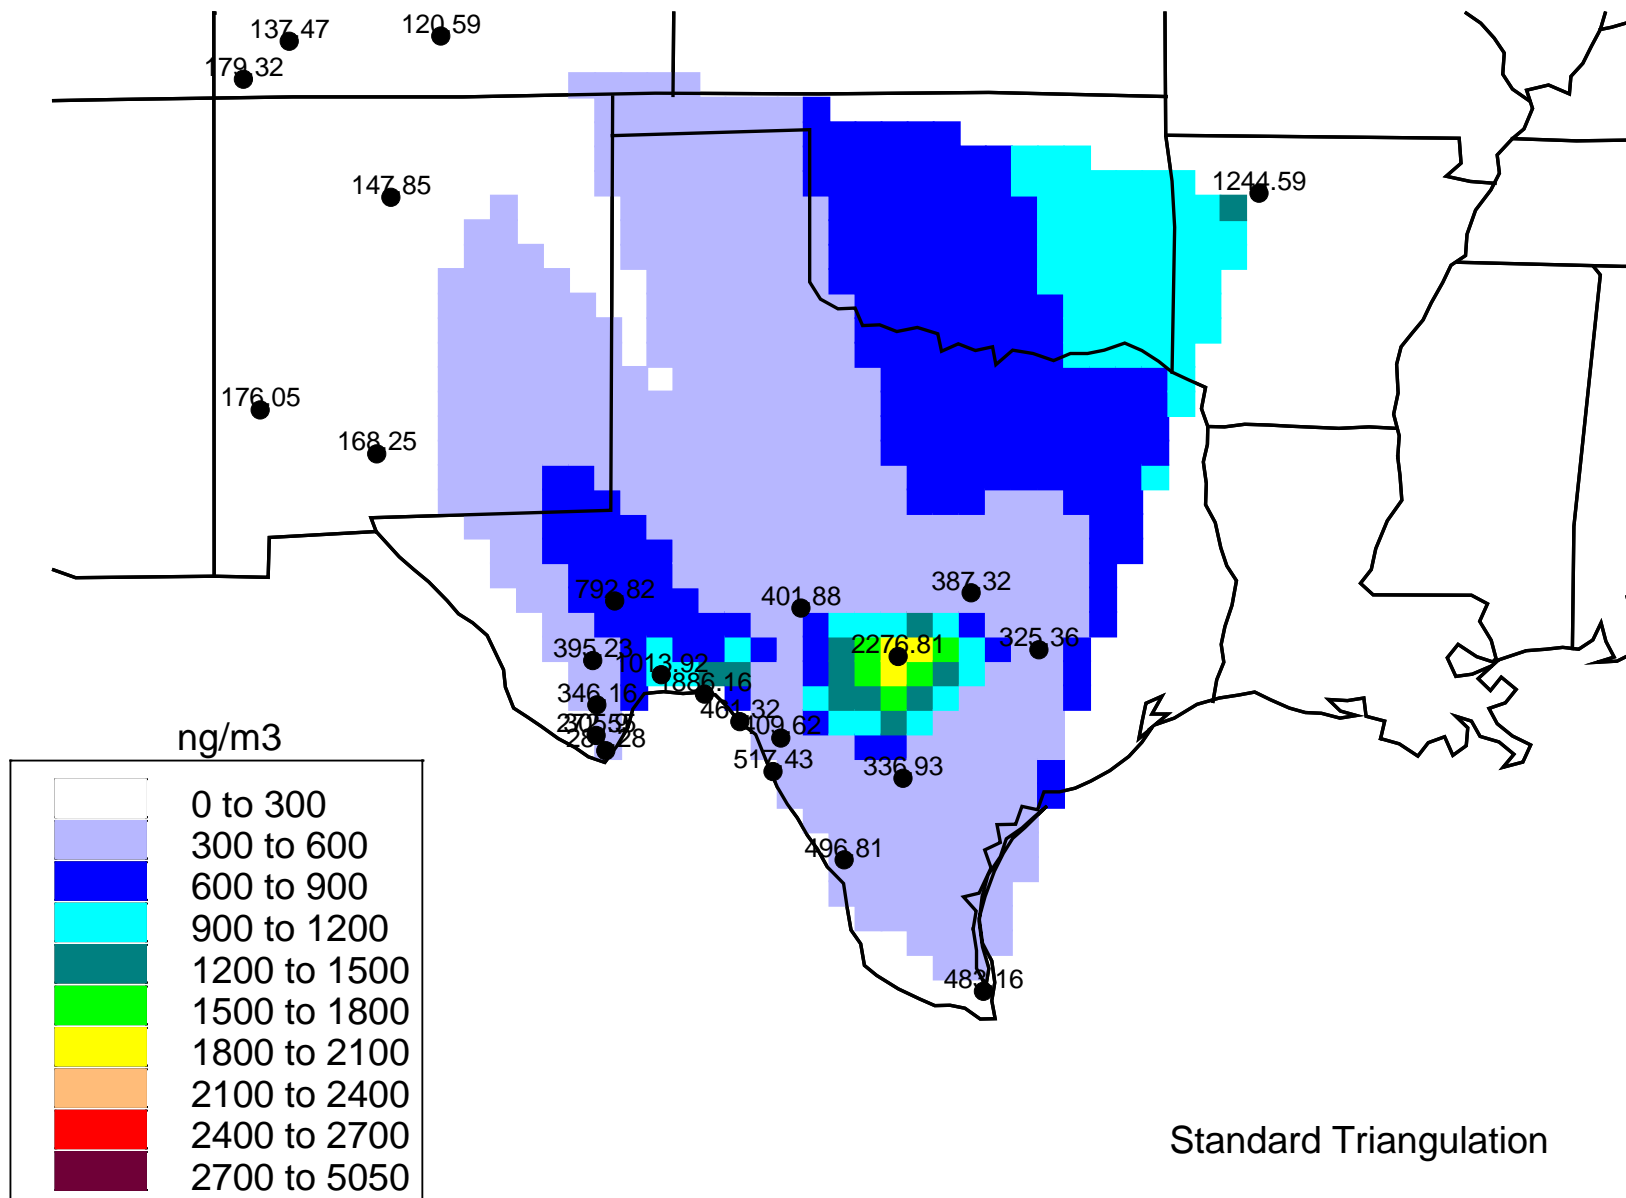 137.47
120.59
179.32
147.85
1244.59
176.05
168.25
792.82
401.88
387.32
395.23
1013.92
2276.81
325.36
1886.16
346.16
461.32
409.62
517.43
336.93
496.81
483.16
ng/m3
0 to 300
300 to 600
600 to 900
900 to 1200
1200 to 1500
1500 to 1800
1800 to 2100
2100 to 2400
2400 to 2700
2700 to 5050
Standard Triangulation